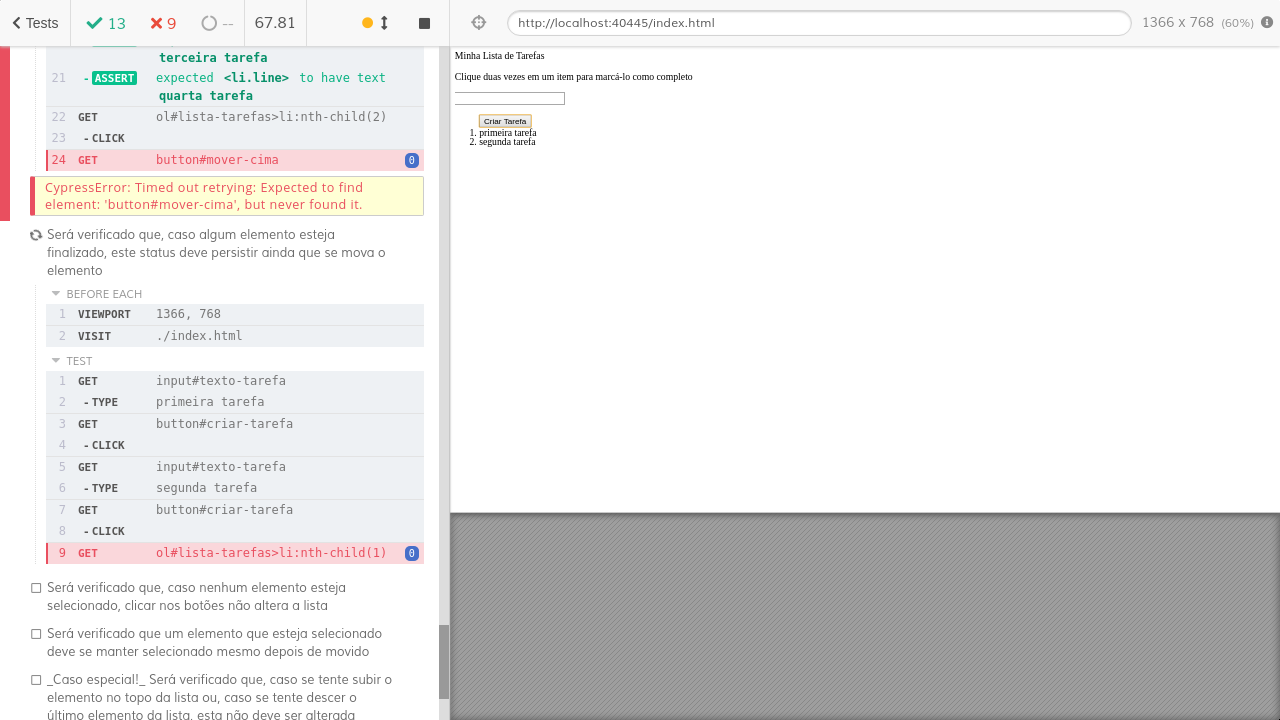 Tests
13
9
--
67.81
http://localhost:40445/index.html
1366 x 768 (60%)
terceira tarefa
21 - ASSERT expected <li.line> to have text
quarta tarefa
22 GET ol#lista-tarefas>li:nth-child(2)
23 - CLICK
24 GET button#mover-cima 0
CypressError: Timed out retrying: Expected to find
element: 'button#mover-cima', but never found it.
Será verificado que, caso algum elemento esteja
finalizado, este status deve persistir ainda que se mova o
elemento
BEFORE EACH
1 VIEWPORT 1366, 768
2 VISIT ./index.html
TEST
1 GET input#texto-tarefa
2 - TYPE primeira tarefa
3 GET button#criar-tarefa
4 - CLICK
5 GET input#texto-tarefa
6 - TYPE segunda tarefa
7 GET button#criar-tarefa
8 - CLICK
9 GET ol#lista-tarefas>li:nth-child(1) 0
Será verificado que, caso nenhum elemento esteja
selecionado, clicar nos botões não altera a lista
Será verificado que um elemento que esteja selecionado
deve se manter selecionado mesmo depois de movido
_Caso especial!_ Será verificado que, caso se tente subir o
elemento no topo da lista ou, caso se tente descer o
último elemento da lista, esta não deve ser alterada
Minha Lista de Tarefas
Clique duas vezes em um item para marcá-lo como completo
Criar Tarefa
1. primeira tarefa
2. segunda tarefa